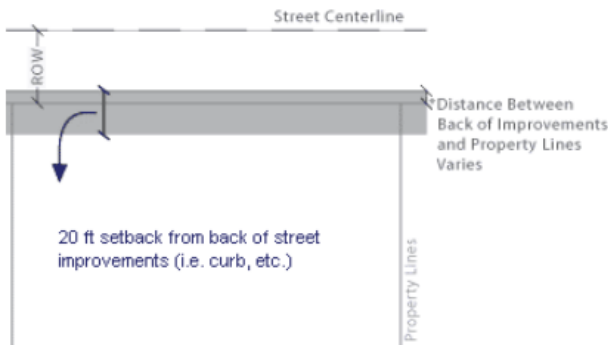 Street Centerline
ROW
*Distance Between
Back of Improvements
and Property Lines
Varies
20 ft setback from back of street
improvements (i.e. curb, etc.)
Property Lines